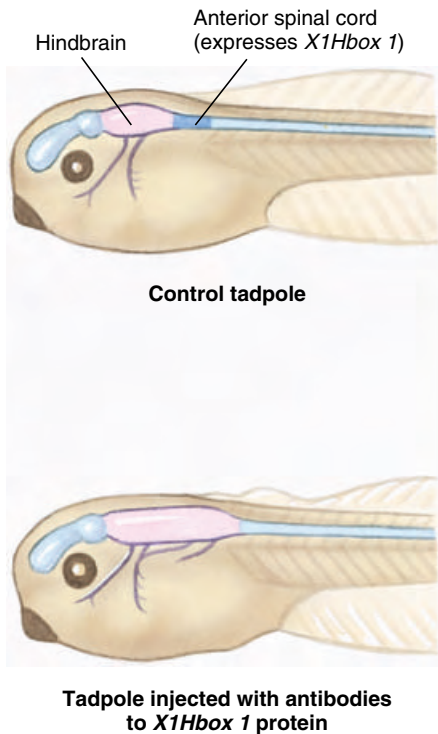 Anterior spinal cord
(expresses X1Hbox 1)
Hindbrain
Control tadpole
Tadpole injected with antibodies
to X1Hbox 1 protein